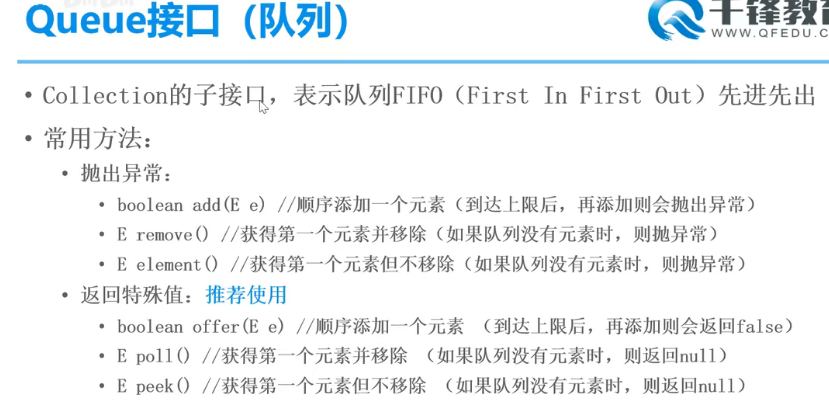 Queue接口（队列）
千锋教育
WWW.QFEDU.C
• Collection的子接口，表示队列FIFO（First In First Out）先进先出
• 常用方法：
• 抛出异常：
• boolean add(E e) //顺序添加一个元素（到达上限后，再添加则会抛出异常）
• E remove() //获得第一个元素并移除（如果队列没有元素时，则抛异常）
• E element() //获得第一个元素但不移除（如果队列没有元素时，则抛异常）
• 返回特殊值：推荐使用
• boolean offer(E e) //顺序添加一个元素 （到达上限后，再添加则会返回false）
• E poll() //获得第一个元素并移除 （如果队列没有元素时，则返回null）
• E peek() //获得第一个元素但不移除 （如果队列没有元素时，则返回null）